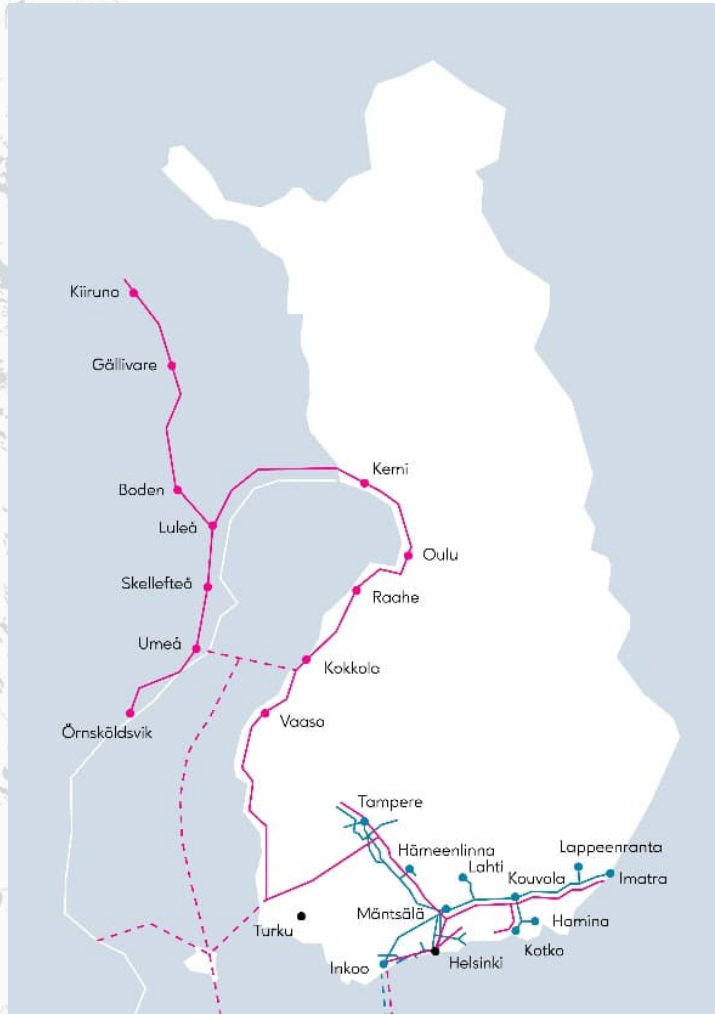 Kiiruna
Gällivare
Boden
Luleå
Skellefteå
Umeå
Örnsköldsvik
Kemi
Oulu
Raahe
Kokkola
Vaasa
Tampere
Hämeenlinna
Lahti
Lappeenranta
Kouvola
Imatra
Mäntsälä
Hamina
Turku
Kotka
Inkoo
Helsinki